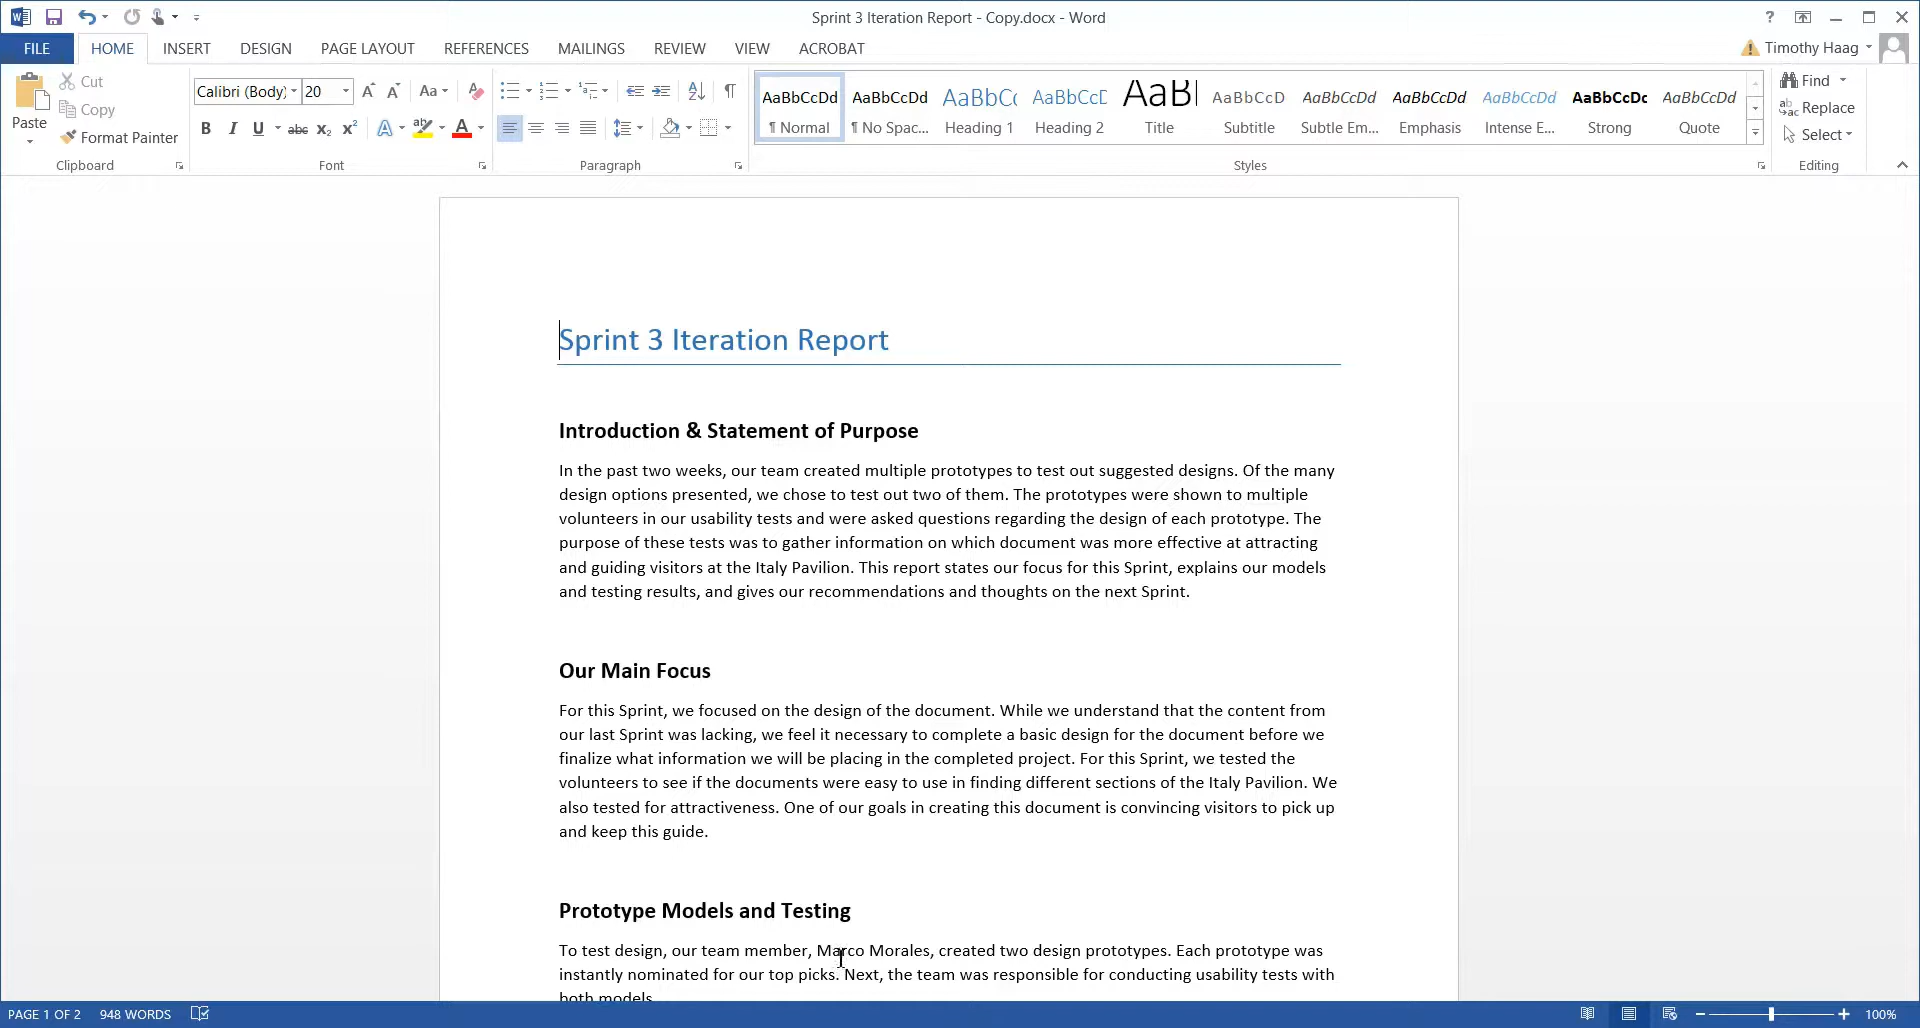 Sprint 3 Iteration Report - Copy.docx - Word
?
FILE
HOME
INSERT
DESIGN
PAGE LAYOUT
REFERENCES
MAILINGS
REVIEW
VIEW
ACROBAT
Timothy Haag
Paste
Cut
Copy
Format Painter
Clipboard
Calibri (Body)
20
Aa
B I U abc x₂ x² A ab A
Font
Paragraph
AaBbCcDd
¶ Normal
AaBbCcDd
¶ No Spac...
AaBbCc
Heading 1
AaBbCcD
Heading 2
AaBl
Title
AaBbCcD
Subtitle
AaBbCcDd
Subtle Em...
AaBbCcDd
Emphasis
AaBbCcDd
Intense E...
AaBbCcDc
Strong
AaBbCcDd
Quote
Styles
Find
Replace
Select
Editing
Sprint 3 Iteration Report
Introduction & Statement of Purpose
In the past two weeks, our team created multiple prototypes to test out suggested designs. Of the many
design options presented, we chose to test out two of them. The prototypes were shown to multiple
volunteers in our usability tests and were asked questions regarding the design of each prototype. The
purpose of these tests was to gather information on which document was more effective at attracting
and guiding visitors at the Italy Pavilion. This report states our focus for this Sprint, explains our models
and testing results, and gives our recommendations and thoughts on the next Sprint.
Our Main Focus
For this Sprint, we focused on the design of the document. While we understand that the content from
our last Sprint was lacking, we feel it necessary to complete a basic design for the document before we
finalize what information we will be placing in the completed project. For this Sprint, we tested the
volunteers to see if the documents were easy to use in finding different sections of the Italy Pavilion. We
also tested for attractiveness. One of our goals in creating this document is convincing visitors to pick up
and keep this guide.
Prototype Models and Testing
To test design, our team member, Marco Morales, created two design prototypes. Each prototype was
instantly nominated for our top picks. Next, the team was responsible for conducting usability tests with
both models.
PAGE 1 OF 2
948 WORDS
100%